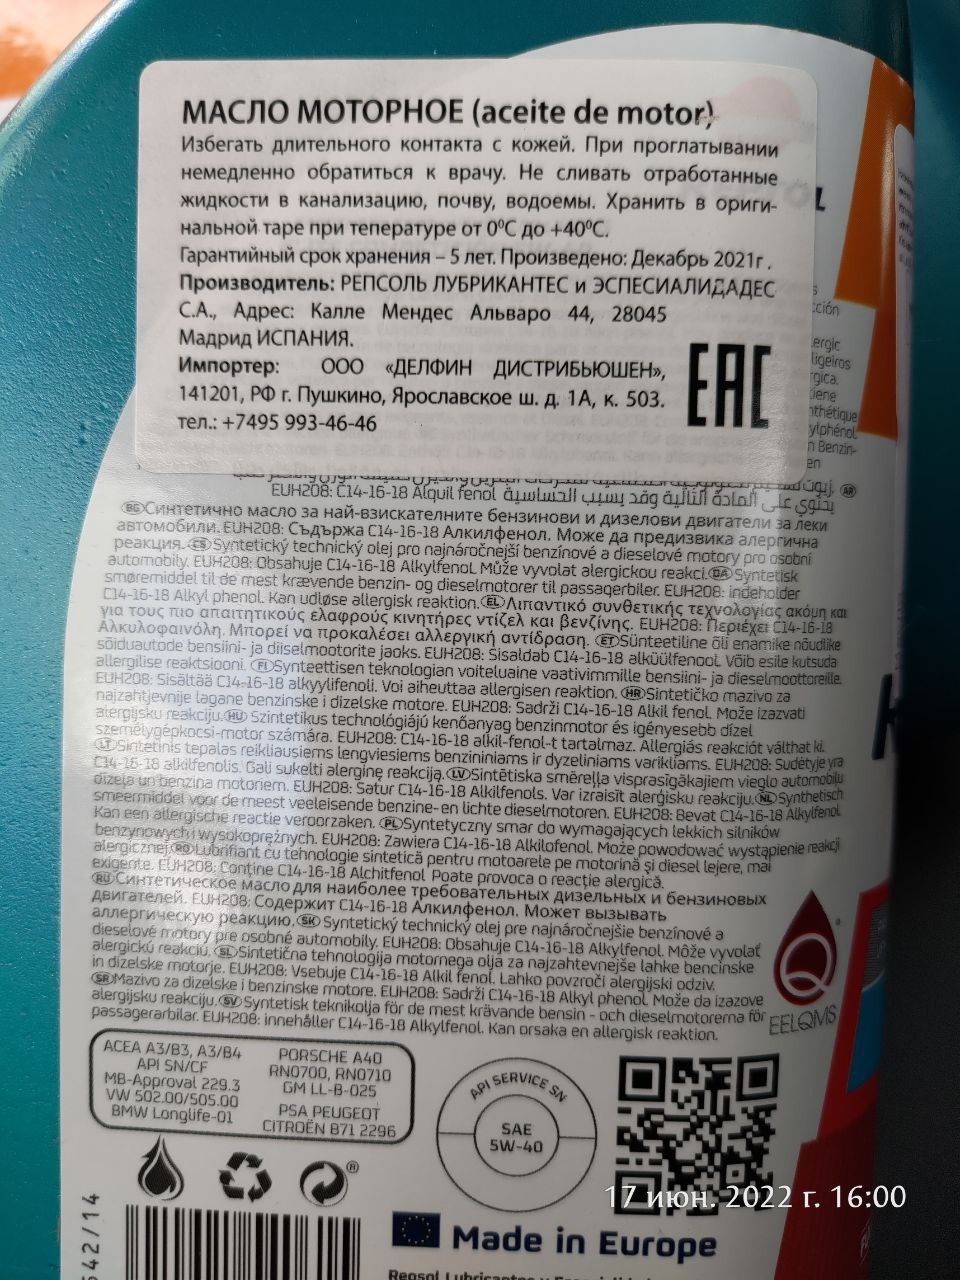 МАСЛО МОТОРНОЕ (aceite de motor)
Избегать длительного контакта с кожей. При проглатывании
немедленно обратиться к врачу. Не сливать отработанные
жидкости в канализацию, почву, водоемы. Хранить в ориги-
нальной таре при теперaтуре от 0⁰С до +40⁰С.
Гарантийный срок хранения – 5 лет. Произведено: Декабрь 2021г.
Производитель: РЕПСОЛЬ ЛУБРИКАНТЕС и ЭСПЕСИАЛИДАДЕС
С.А., Адрес: Калле Мендес Альваро 44, 28045
Мадрид ИСПАНИЯ.
Импортер: ООО «ДЕЛФИН ДИСТРИБЬЮШЕН»,
141201, РФ г. Пушкино, Ярославское ш. д. 1А, к. 503.
тел.: +7495 993-46-46
EAC
يحتوي على المادة التالية وقد يسبب الحساسية EUH208: C14-16-18 Alquil fenol
BG Синтетично масло за най-взискателните бензинови и дизелови двигатели за леки
автомобили. EUH208: Съдържа C14-16-18 Алкилфенол. Може да предизвика алергична
реакция. CS Syntetický technický olej pro najnáročnejší benzínové a dieselové motory pro osobní
automobily. EUH208: Obsahuje C14-16-18 Alkylfenol. Může vyvolat alergickou reakci. DA Syntetisk
smøremiddel til de mest krævende benzin- og dieselmotorer til passagerbiler. EUH208: indeholder
C14-16-18 Alkyl phenol. Kan udløse allergisk reaktion. EL Λιπαντικό συνθετικής τεχνολογίας ακόμη και
για τους πιο απαιτητικούς ελαφρούς κινητήρες ντίζελ και βενζίνης. EUH208: Περιέχει C14-16-18
Αλκυλοφαινόλη. Μπορεί να προκαλέσει αλλεργική αντίδραση. ET Sünteetiline õli enamike nõudlike
sõiduautode bensiini- ja diiselmootorite jaoks. EUH208: Sisaldab C14-16-18 alküülfenool. Võib esile kutsuda
allergilise reaktsiooni. FI Synteettisen teknologian voiteluaine vaativimmille bensiini- ja dieselmoottoreille.
EUH208: Sisältää C14-16-18 alkyylifenoli. Voi aiheuttaa allergisen reaktion. HR Sintetičko mazivo za
najzahtjevnije lagane benzinske i dizelske motore. EUH208: Sadrži C14-16-18 Alkil fenol. Može izazvati
alergijsku reakciju. HU Szintetikus technológiájú kenőanyag benzinmotor és igényesebb dízel
személygépkocsi-motor számára. EUH208: C14-16-18 alkil-fenol-t tartalmaz. Allergiás reakciót válthat ki.
LT Sintetinis tepalas reikliausiems lengviesiems benzininiams ir dyzeliniams varikliams. EUH208: Sudėtyje yra
C14-16-18 alkilfenolis. Gali sukelti alerginę reakciją. LV Sintētiska smēreļļa visprasīgākajiem vieglo automobiļu
dīzeļa un benzīna motoriem. EUH208: Satur C14-16-18 Alkilfenols. Var izraisīt alerģisku reakciju. NL Synthetisch
smeermiddel voor de meest veeleisende benzine- en lichte dieselmotoren. EUH208: Bevat C14-16-18 Alkylfenol.
Kan een allergische reactie veroorzaken. PL Syntetyczny smar do wymagających lekkich silników
benzynowych i wysokoprężnych. EUH208: Zawiera C14-16-18 Alkilofenol. Może powodować wystąpienie reakcji
alergicznej. RO Lubrifiant cu tehnologie sintetică pentru motoarele pe motorină și diesel lejere, mai
exigente. EUH208: Conține C14-16-18 Alchitfenol Poate provoca o reacție alergică.
RU Синтетическое масло для наиболее требовательных дизельных и бензиновых
двигателей. EUH208: Содержит C14-16-18 Алкилфенол. Может вызывать
аллергическую реакцию. SK Syntetický technický olej pre najnáročnejšie benzínové a
dieselové motory pre osobné automobily. EUH208: Obsahuje C14-16-18 Alkylfenol. Môže vyvolať
alergickú reakciu. SL Sintetična tehnologija motornega olja za najzahtevnejše lahke bencinske
in dizelske motorje. EUH208: Vsebuje C14-16-18 Alkil fenol. Lahko povzroči alergijski odziv.
SR Mazivo za dizelske i benzinske motore. EUH208: Sadrži C14-16-18 Alkyl phenol. Može da izazove
alergijsku reakciju. SV Syntetisk teknikolja för de mest krävande bensin - och dieselmotorerna för
passagerarbilar. EUH208: innehåller C14-16-18 Alkylfenol. Kan orsaka en allergisk reaktion.
EELQMS
ACEA A3/B3, A3/B4
API SN/CF
MB-Approval 229.3
VW 502.00/505.00
BMW Longlife-01
PORSCHE A40
RN0700, RN0710
GM LL-B-025
PSA PEUGEOT
CITROËN B71 2296
API SERVICE SN
SAE
5W-40
17 июн. 2022 г. 16:00
Made in Europe